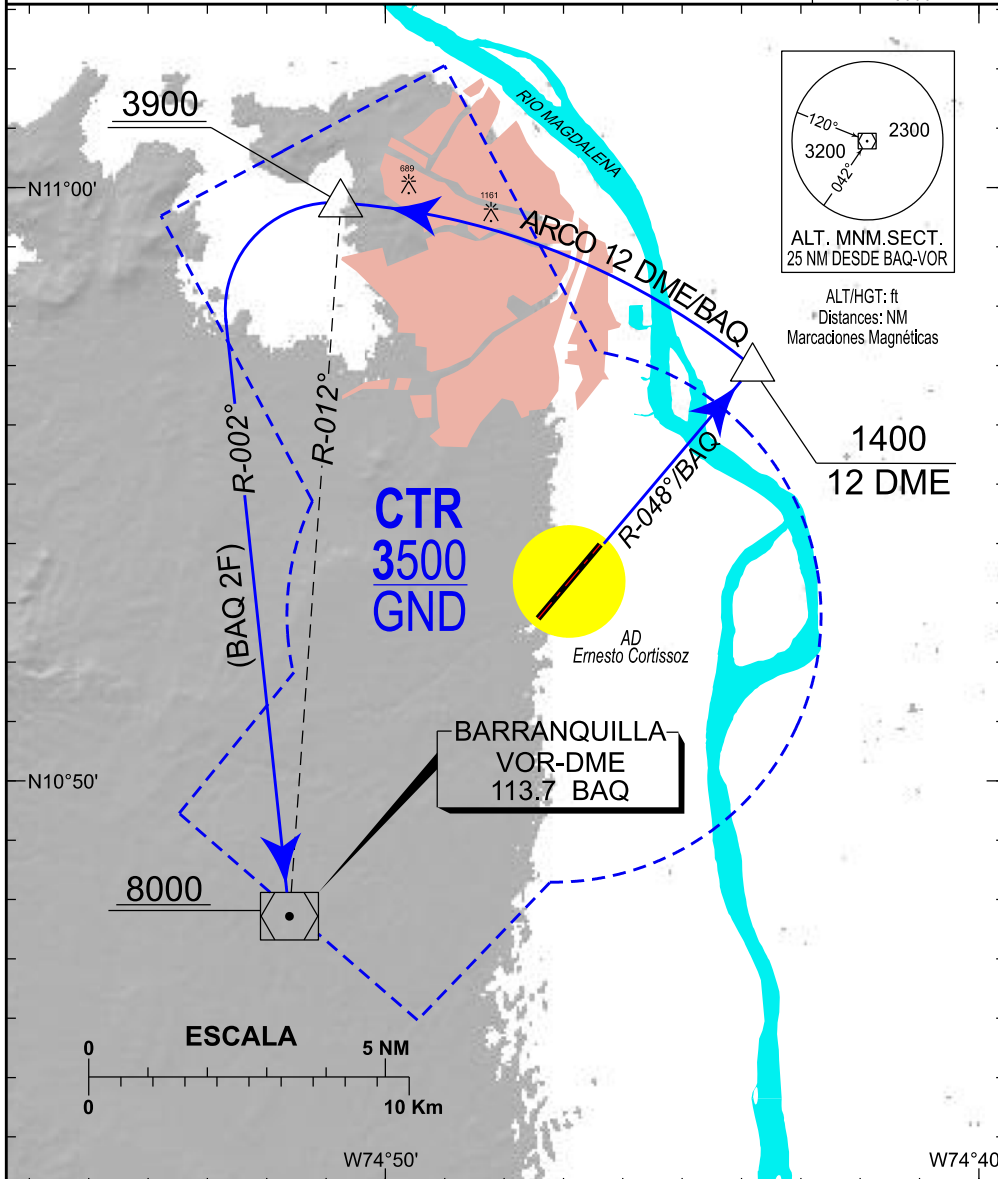 3900
RIO MAGDALENA
120°
2300
3200
042°
ALT. MNM.SECT.
25 NM DESDE BAQ-VOR
ALT/HGT: ft
Distances: NM
Marcaciones Magnéticas
N11°00'
689
1161
ARCO 12 DME/BAQ
R-002°
R-012°
1400
12 DME
R-048°/BAQ
CTR
3500
GND
(BAQ 2F)
AD
Ernesto Cortissoz
BARRANQUILLA
VOR-DME
113.7 BAQ
N10°50'
8000
ESCALA
0 5 NM
0 10 Km
W74°50' W74°40'